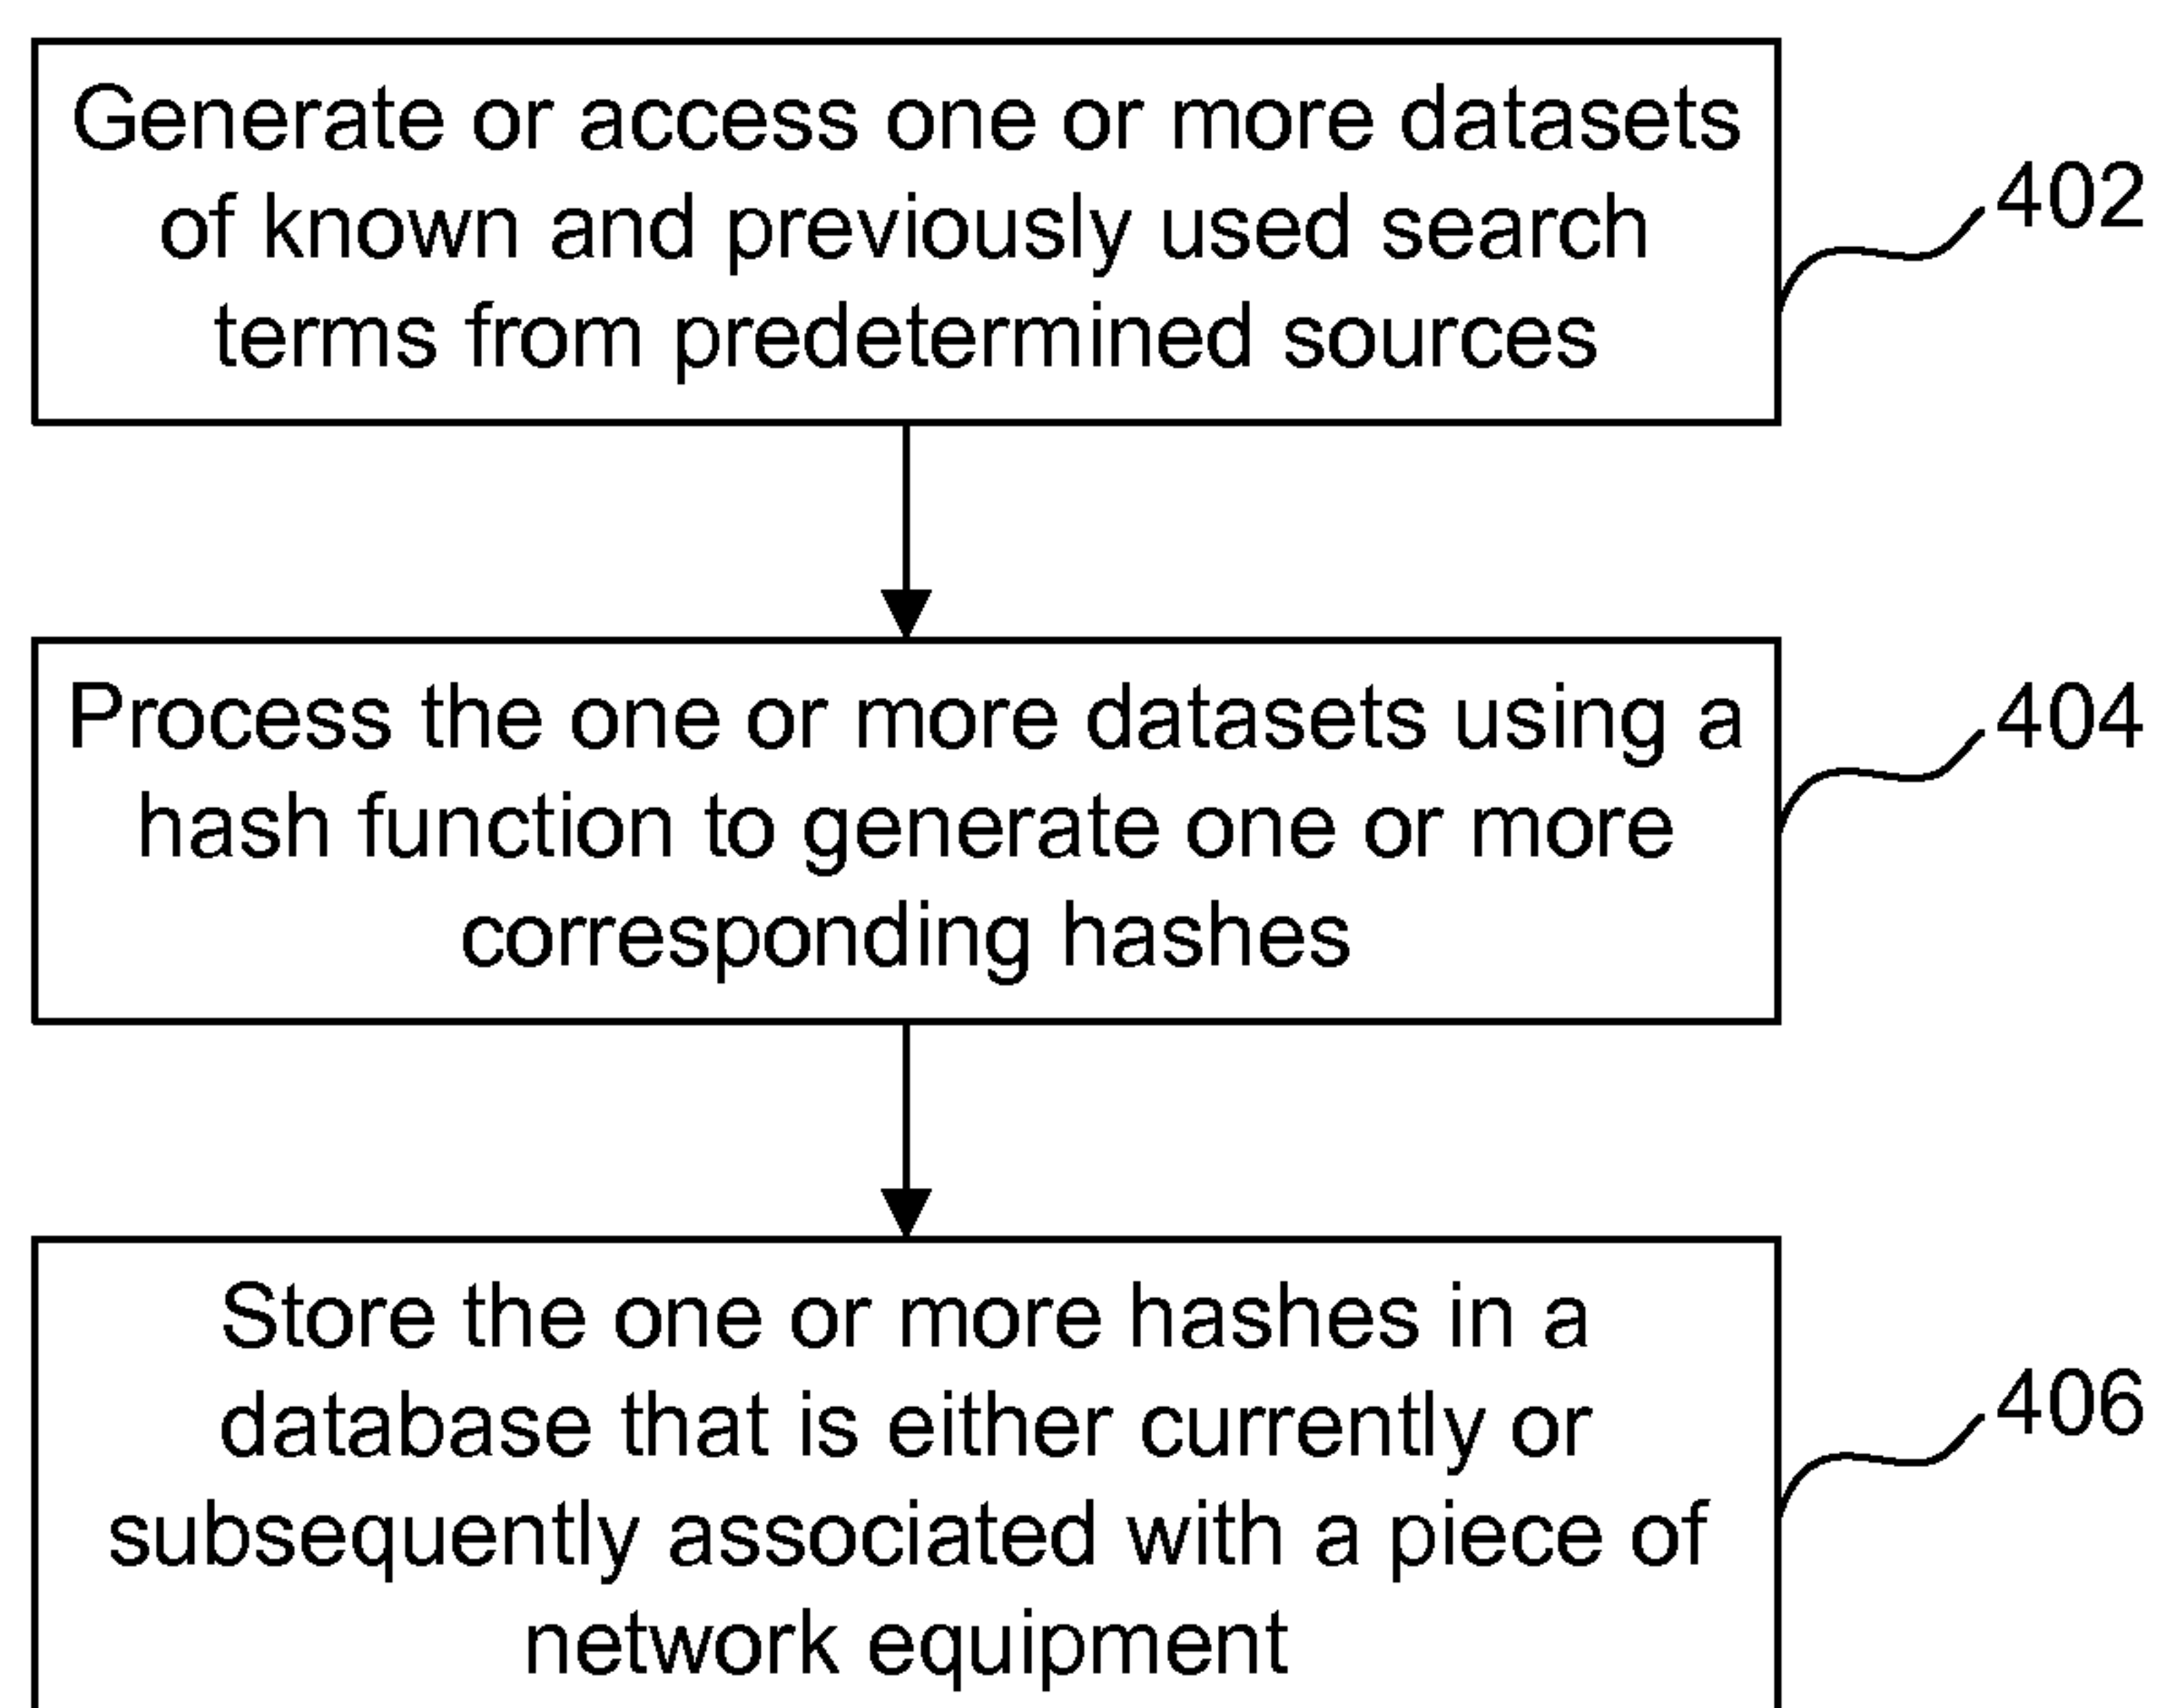 Generate or access one or more datasets
of known and previously used search
terms from predetermined sources
402
Process the one or more datasets using a
hash function to generate one or more
corresponding hashes
404
Store the one or more hashes in a
database that is either currently or
subsequently associated with a piece of
network equipment
406